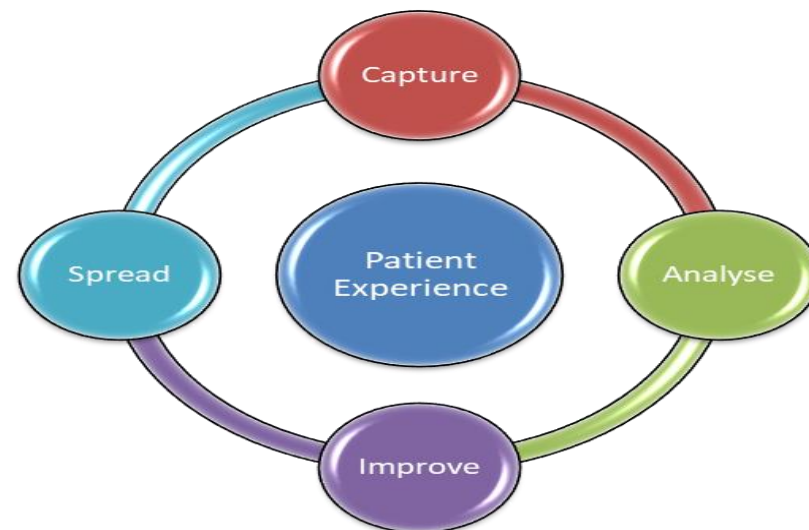 Capture
Spread
Patient
Experience
Analyse
Improve